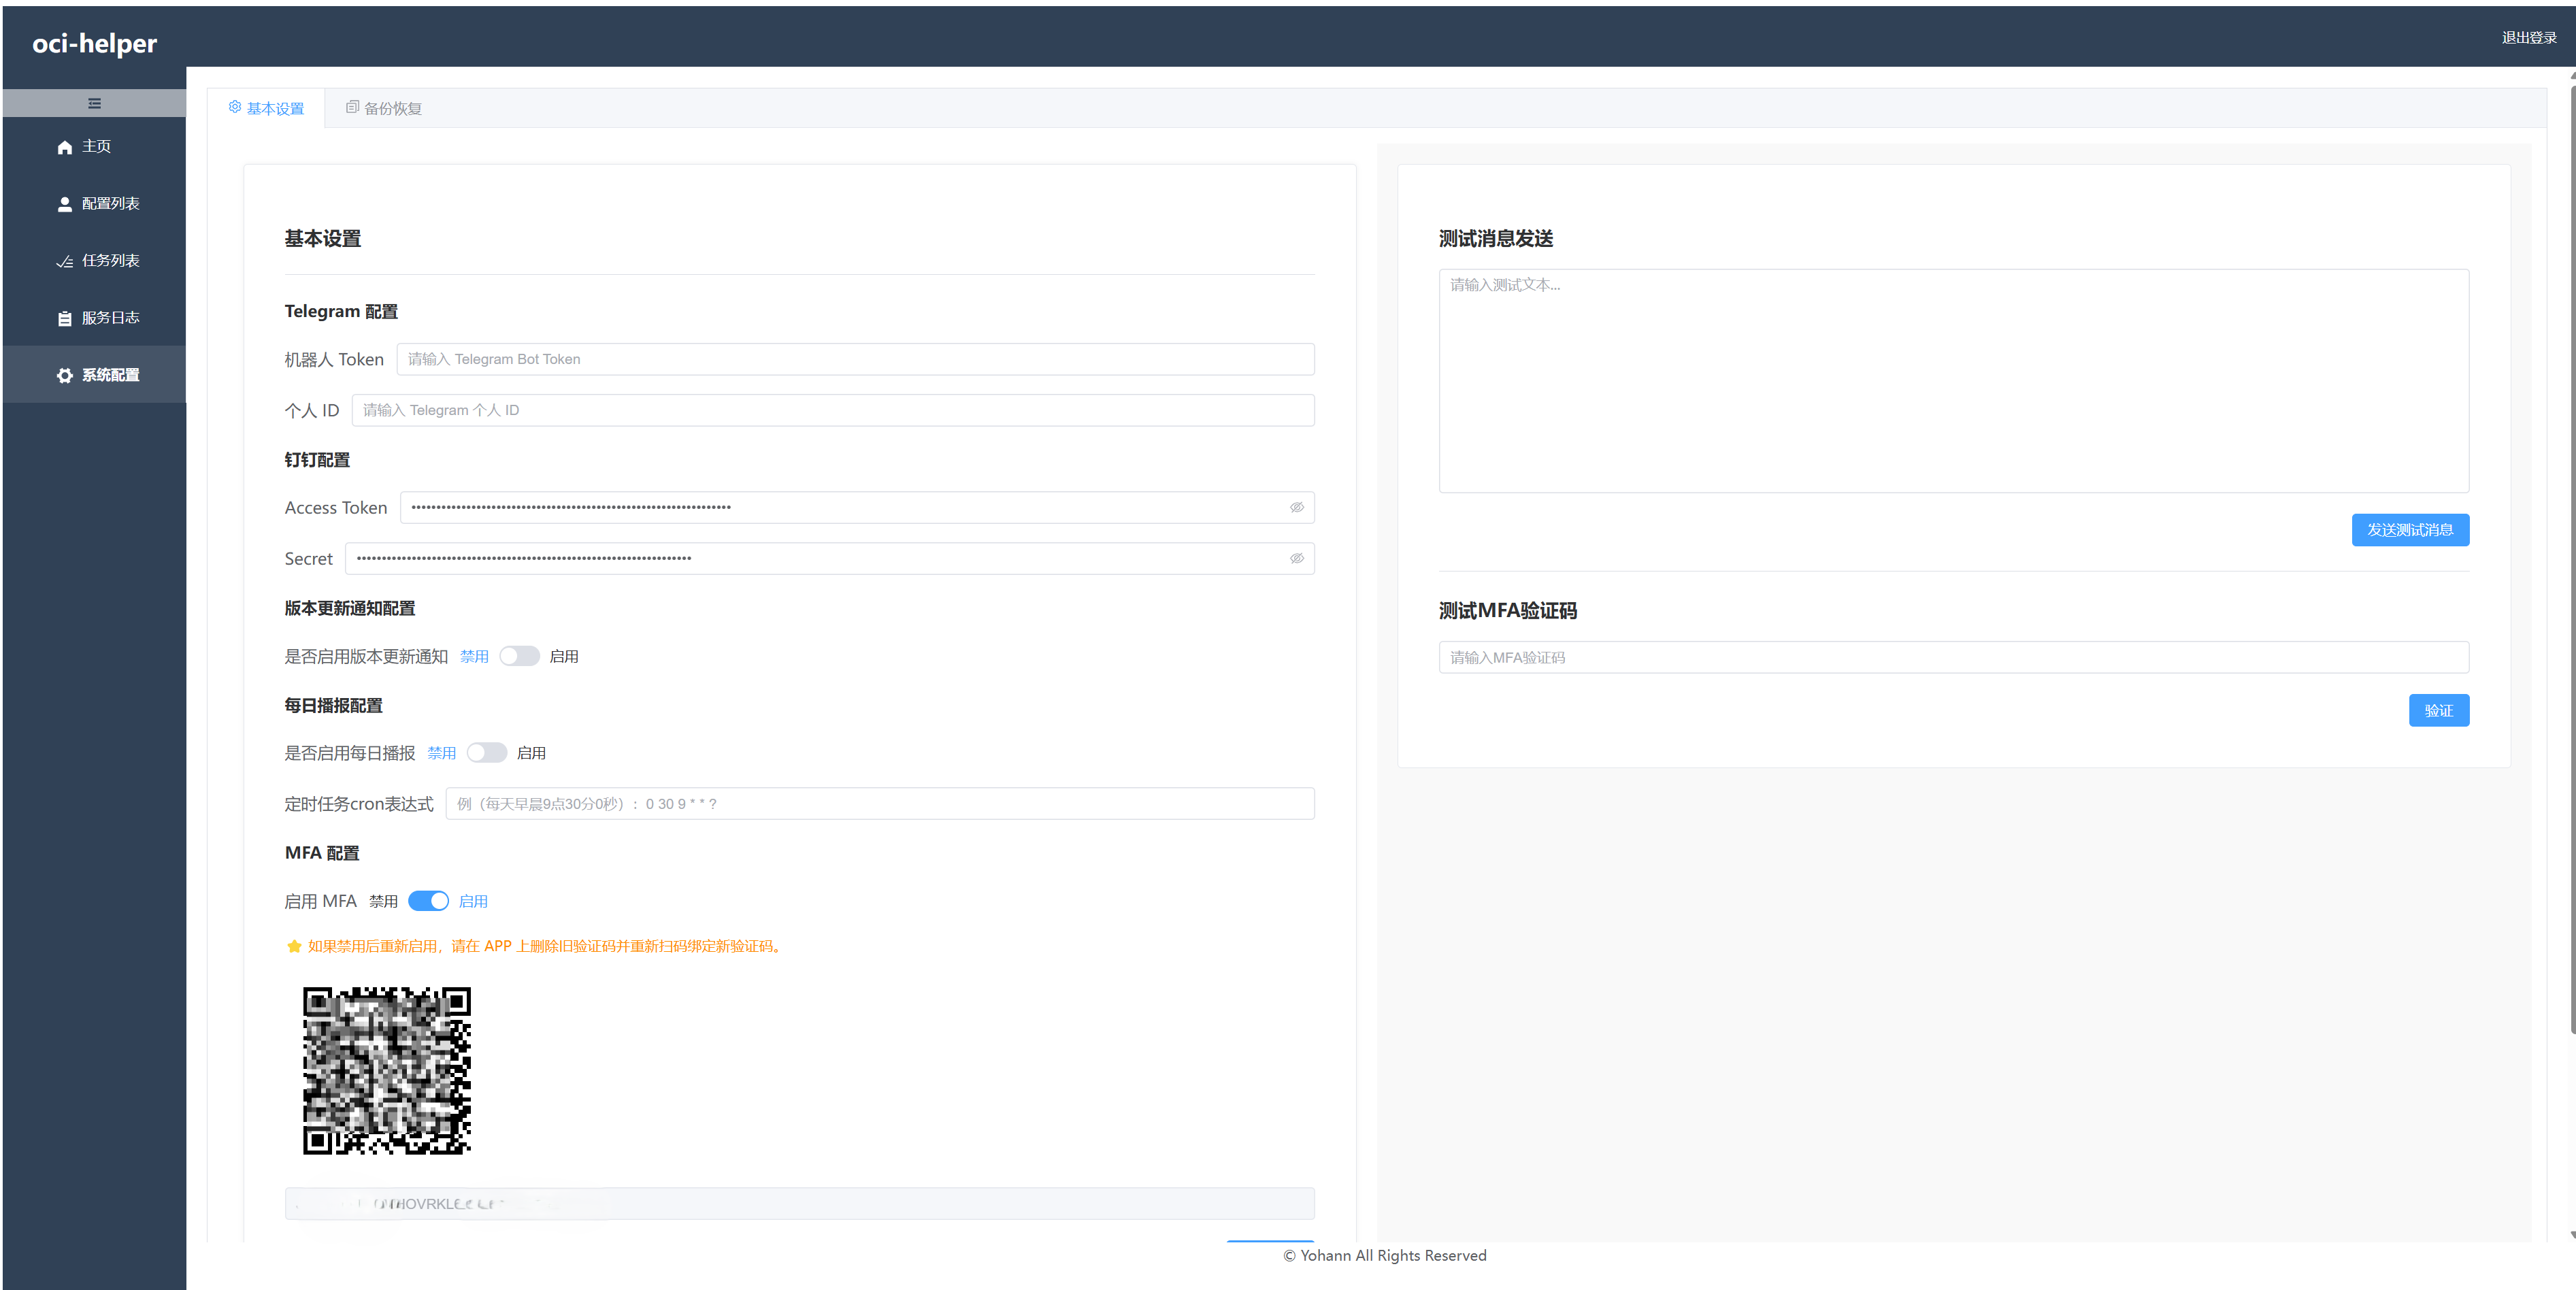 oci-helper
退出登录
主页
配置列表
任务列表
服务日志
系统配置
基本设置
备份恢复
基本设置
Telegram 配置
机器人 Token
请输入 Telegram Bot Token
个人 ID
请输入 Telegram 个人 ID
钉钉配置
Access Token
Secret
版本更新通知配置
是否启用版本更新通知 禁用 启用
每日播报配置
是否启用每日播报 禁用 启用
定时任务cron表达式
例（每天早晨9点30分0秒）：0 30 9 * * ?
MFA 配置
启用 MFA 禁用 启用
如果禁用后重新启用，请在 APP 上删除旧验证码并重新扫码绑定新验证码。
测试消息发送
请输入测试文本...
发送测试消息
测试MFA验证码
请输入MFA验证码
验证
© Yohann All Rights Reserved